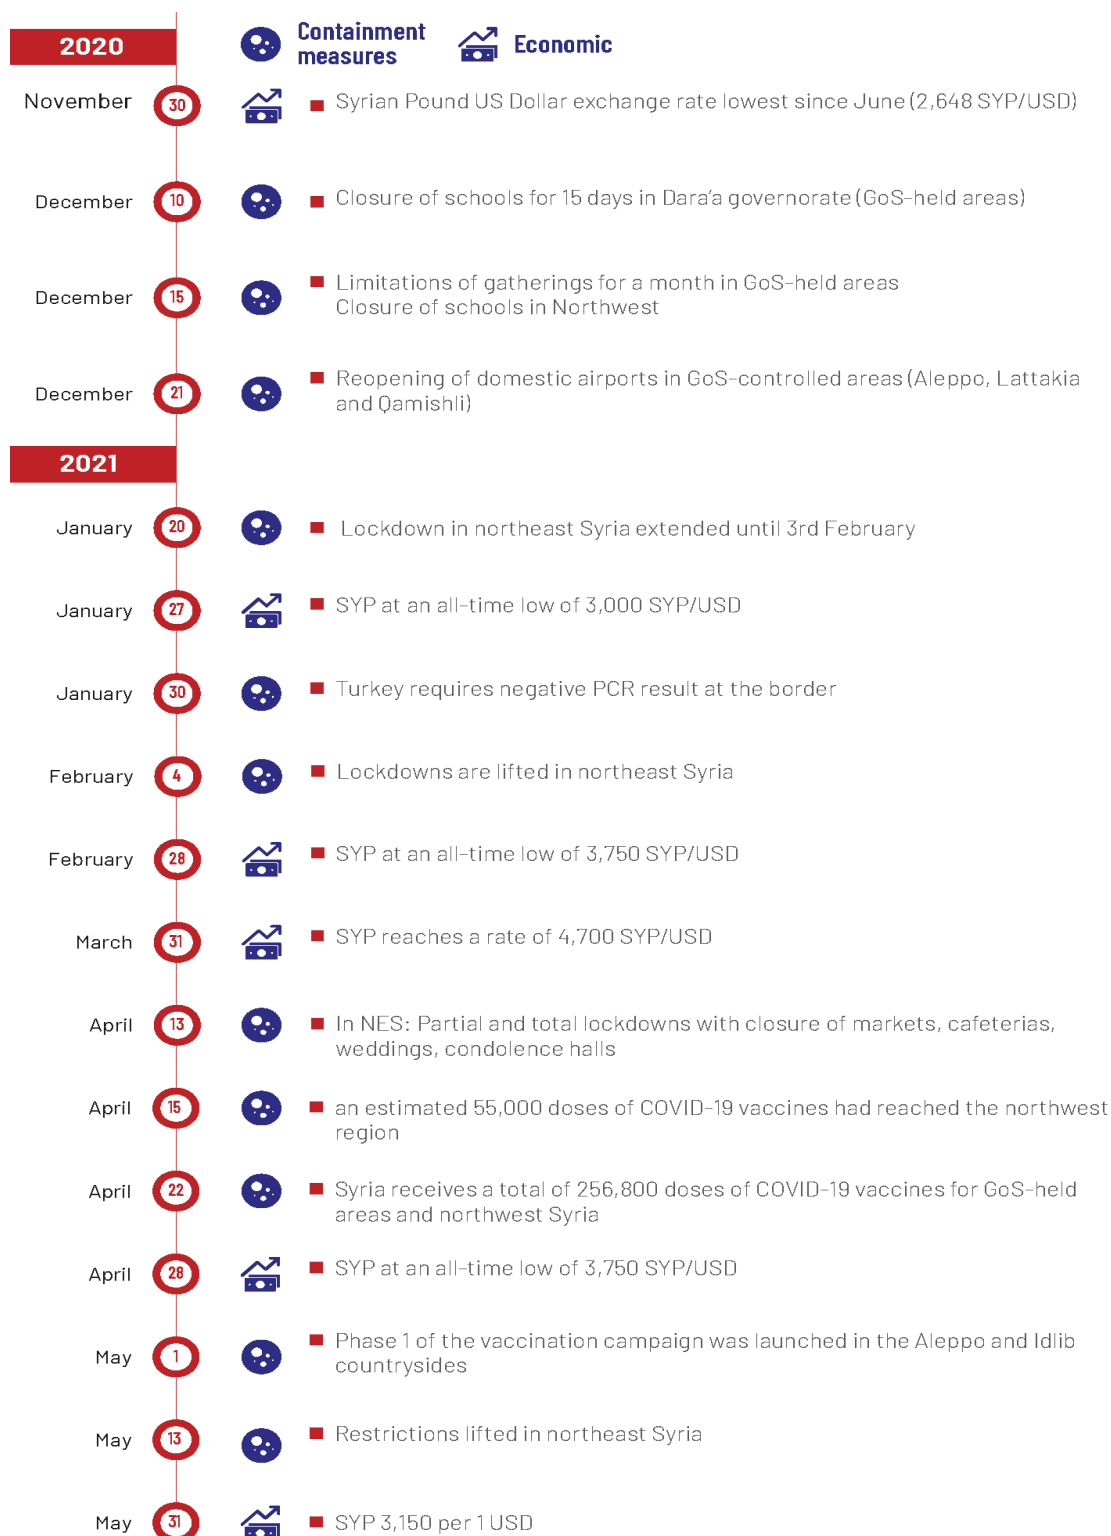 2020
Containment
measures
Economic
November 30
Syrian Pound US Dollar exchange rate lowest since June (2,648 SYP/USD)
December 10
Closure of schools for 15 days in Dara'a governorate (GoS-held areas)
December 15
Limitations of gatherings for a month in GoS-held areas
Closure of schools in Northwest
December 21
Reopening of domestic airports in GoS-controlled areas (Aleppo, Lattakia
and Qamishli)
2021
January 20
Lockdown in northeast Syria extended until 3rd February
January 27
SYP at an all-time low of 3,000 SYP/USD
January 30
Turkey requires negative PCR result at the border
February 4
Lockdowns are lifted in northeast Syria
February 28
SYP at an all-time low of 3,750 SYP/USD
March 31
SYP reaches a rate of 4,700 SYP/USD
April 13
In NES: Partial and total lockdowns with closure of markets, cafeterias,
weddings, condolence halls
April 15
an estimated 55,000 doses of COVID-19 vaccines had reached the northwest
region
April 22
Syria receives a total of 256,800 doses of COVID-19 vaccines for GoS-held
areas and northwest Syria
April 28
SYP at an all-time low of 3,750 SYP/USD
May 1
Phase 1 of the vaccination campaign was launched in the Aleppo and Idlib
countrysides
May 13
Restrictions lifted in northeast Syria
May 31
SYP 3,150 per 1 USD